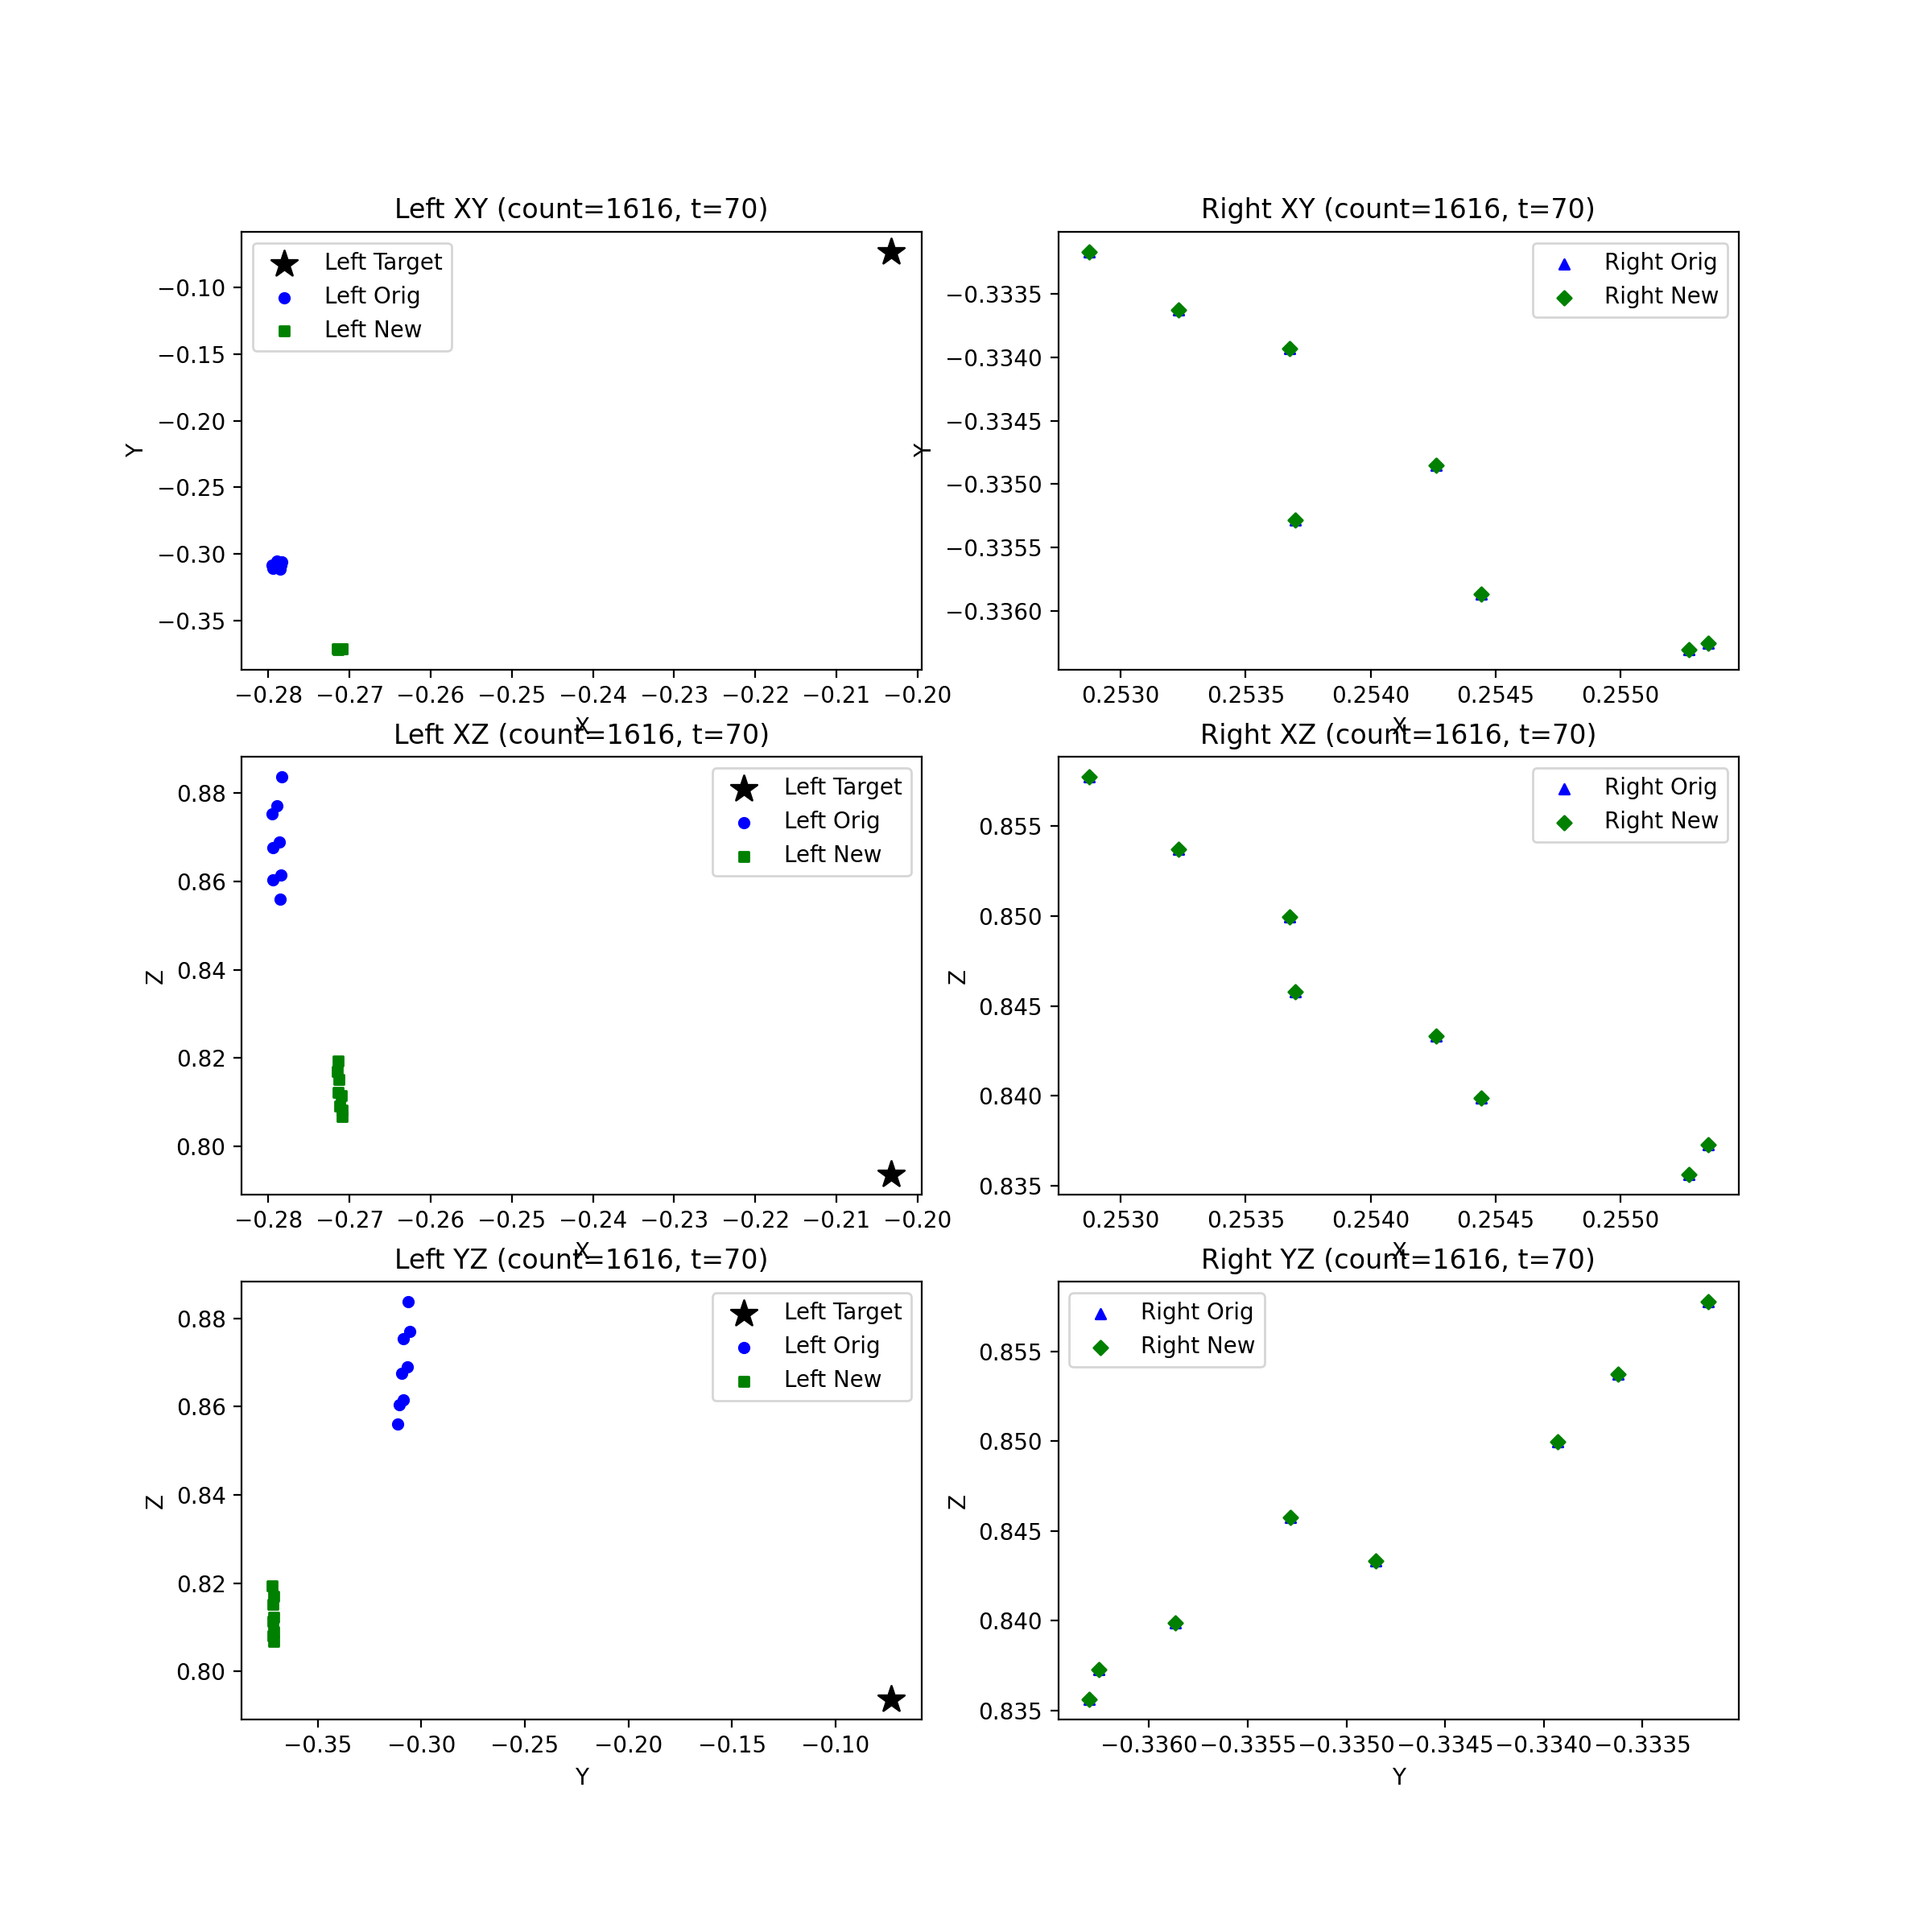 Left XY (count=1616, t=70)
Left Target
Left Orig
Left New
−0.10
−0.15
−0.20
−0.25
−0.30
−0.35
Y
−0.28
−0.27
−0.26
−0.25
−0.24
−0.23
−0.22
−0.21
−0.20
X
Right XY (count=1616, t=70)
Right Orig
Right New
−0.3335
−0.3340
−0.3345
−0.3350
−0.3355
−0.3360
Y
0.2530
0.2535
0.2540
0.2545
0.2550
X
Left XZ (count=1616, t=70)
Left Target
Left Orig
Left New
0.88
0.86
0.84
0.82
0.80
Z
−0.28
−0.27
−0.26
−0.25
−0.24
−0.23
−0.22
−0.21
−0.20
X
Right XZ (count=1616, t=70)
Right Orig
Right New
0.855
0.850
0.845
0.840
0.835
Z
0.2530
0.2535
0.2540
0.2545
0.2550
X
Left YZ (count=1616, t=70)
Left Target
Left Orig
Left New
0.88
0.86
0.84
0.82
0.80
Z
−0.35
−0.30
−0.25
−0.20
−0.15
−0.10
Y
Right YZ (count=1616, t=70)
Right Orig
Right New
0.855
0.850
0.845
0.840
0.835
Z
−0.3360
−0.3355
−0.3350
−0.3345
−0.3340
−0.3335
Y